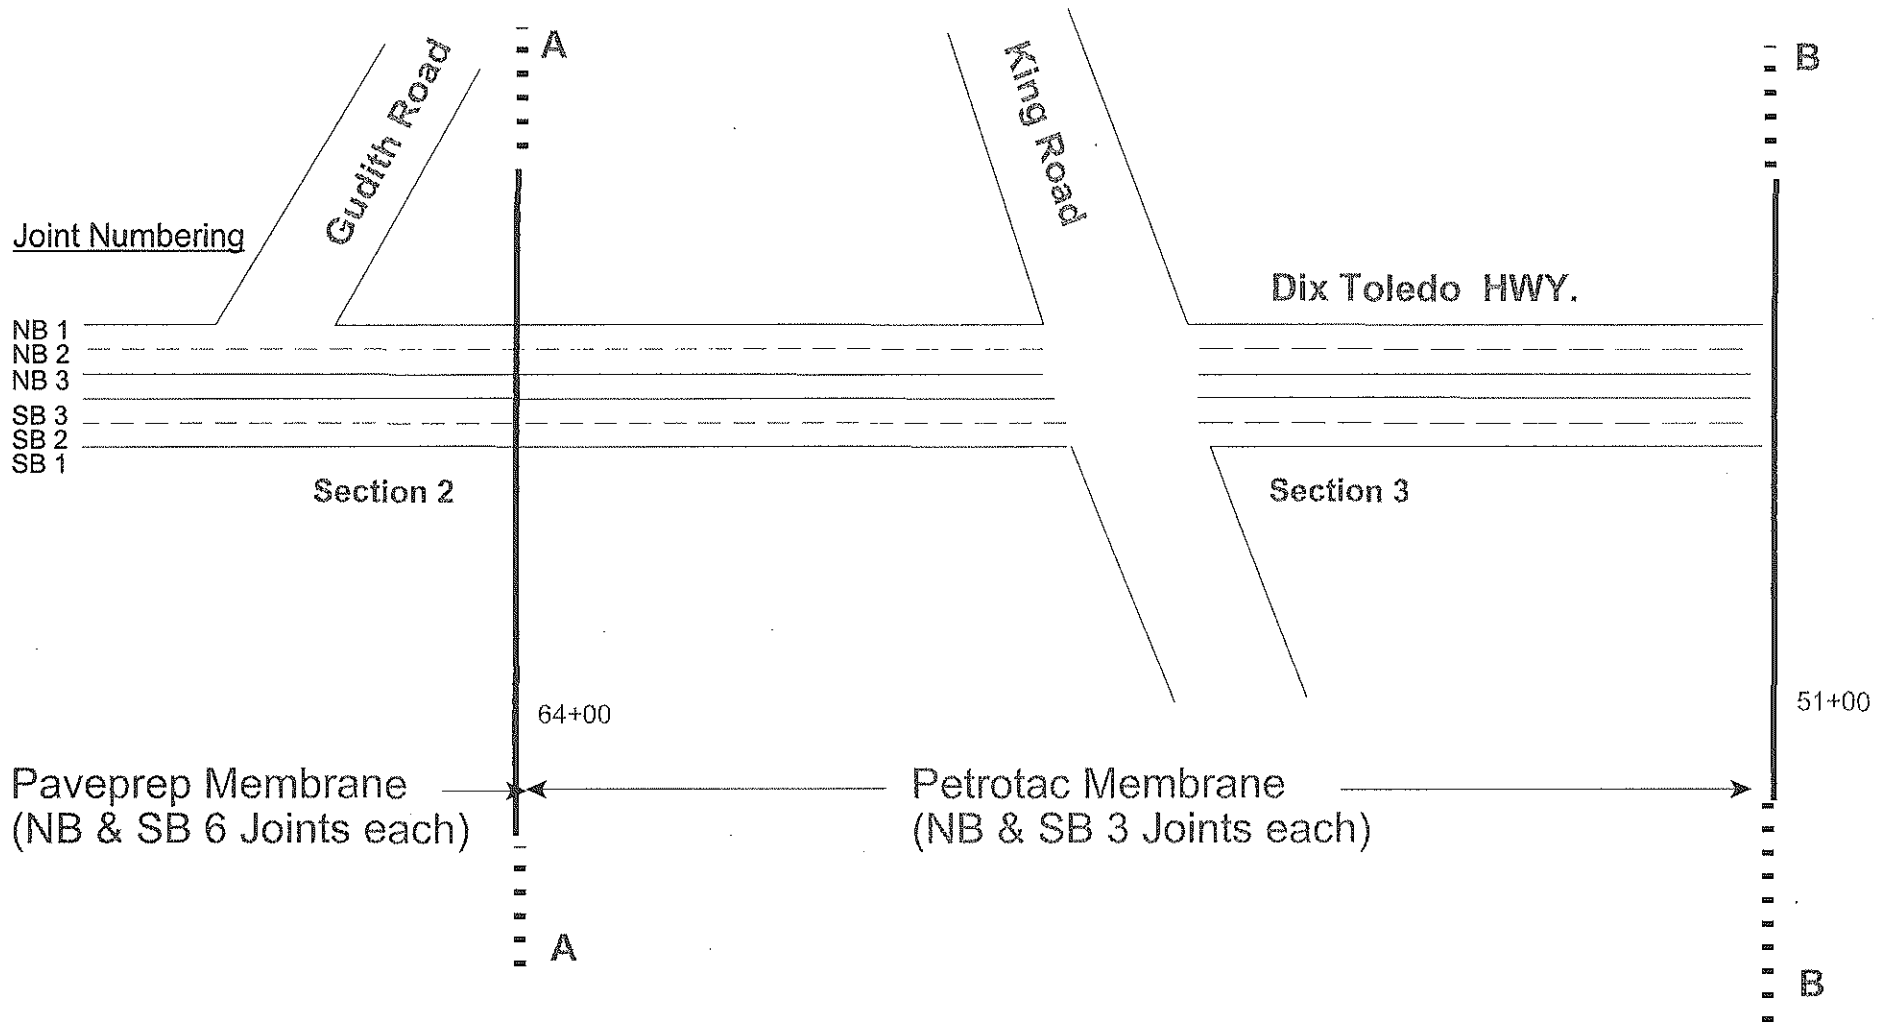 A
B
Gudith Road
King Road
Joint Numbering
Dix Toledo HWY.
NB 1
NB 2
NB 3
SB 3
SB 2
SB 1
Section 2
Section 3
64+00
51+00
Paveprep Membrane
(NB & SB 6 Joints each)
Petrotac Membrane
(NB & SB 3 Joints each)
A
B